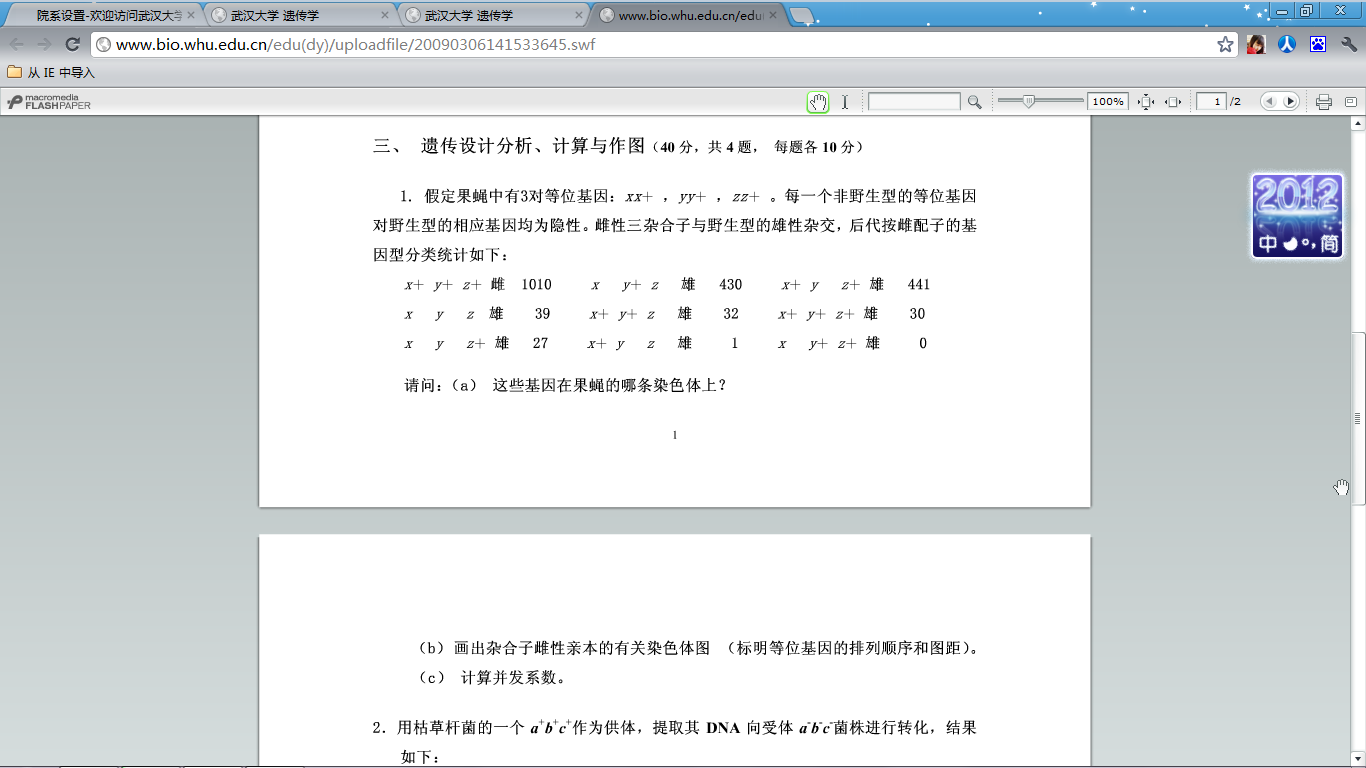 院系设置-欢迎访问武汉大学 武汉大学 遗传学 武汉大学 遗传学 www.bio.whu.edu.cn/edu
www.bio.whu.edu.cn/edu(dy)/uploadfile/20090306141533645.swf
从 IE 中导入
macromedia
FLASHPAPER
100%
1 /2
三、 遗传设计分析、计算与作图（40 分，共 4 题， 每题各 10 分）
1. 假定果蝇中有3对等位基因：xx+ ，yy+ ，zz+ 。每一个非野生型的等位基因
对野生型的相应基因均为隐性。雌性三杂合子与野生型的雄性杂交，后代按雌配子的基
因型分类统计如下：
x+ y+ z+ 雌 1010 x y+ z 雄 430 x+ y z+ 雄 441
x y z 雄 39 x+ y+ z 雄 32 x+ y+ z+ 雄 30
x y z+ 雄 27 x+ y z 雄 1 x y+ z+ 雄 0
请问：（a） 这些基因在果蝇的哪条染色体上？
1
2012
中 简
（b）画出杂合子雌性亲本的有关染色体图 （标明等位基因的排列顺序和图距）。
（c） 计算并发系数。
2. 用枯草杆菌的一个 a⁺b⁺c⁺作为供体，提取其 DNA 向受体 a⁻b⁻c⁻菌株进行转化，结果
如下：